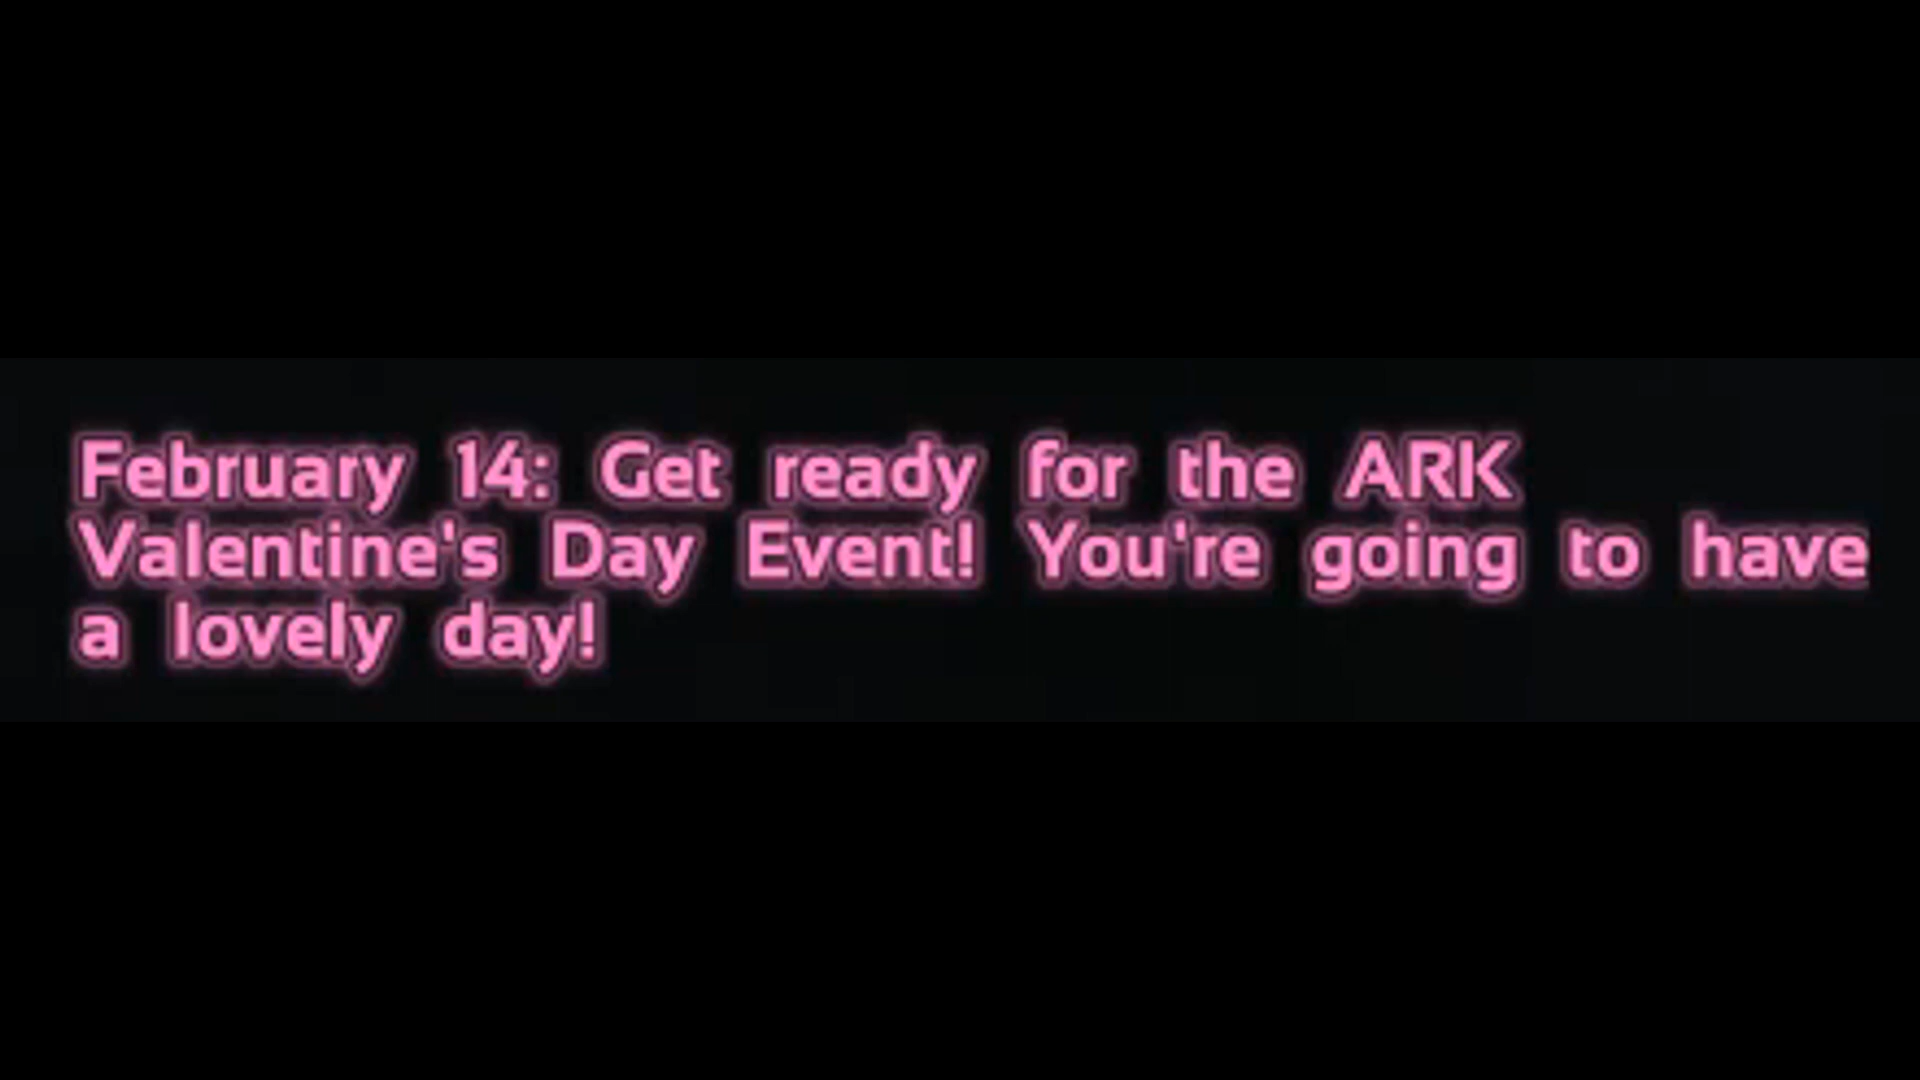 February 14: Get ready for the ARK
Valentine's Day Event! You're going to have
a lovely day!